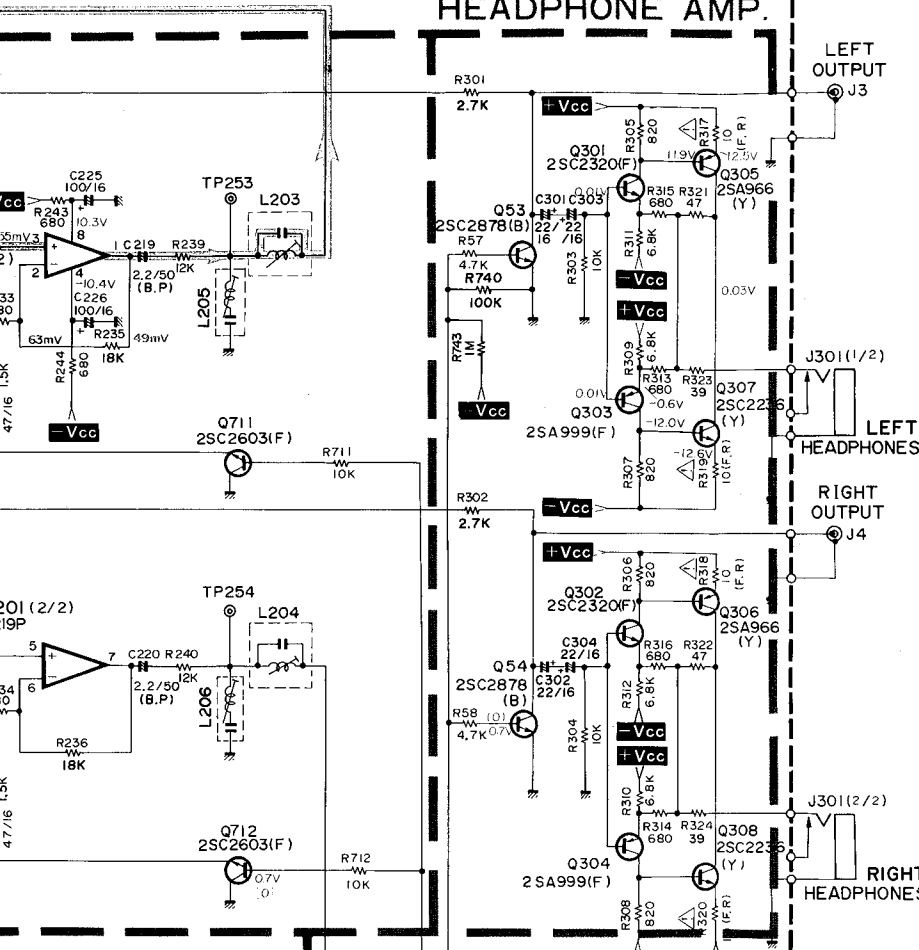 HEADPHONE AMP.
LEFT
OUTPUT
J3
R301
2.7K
+Vcc
R305
820
R317
10
(F,R)
11.9V
12.5V
Q301
2SC2320(F)
Q305
2SA966
(Y)
0.01V
C301 C303
22/ 22
16 /16
R315
680
R321
47
R311
6.8K
R303
10K
-Vcc
+Vcc
0.03V
TP253
L203
C225
100/16
R243
680
10.3V
8
3
1
2
4
C219
R239
12K
2.2/50
(B.P)
-10.4V
C226
100/16
R235
18K
63mV
49mV
R244
680
-Vcc
L205
47/16 1.5K
Q53
2SC2878(B)
R57
4.7K
R740
100K
R743
1M
-Vcc
R309
6.8K
R313
680
R323
39
0.01V
Q303
2SA999(F)
-0.6V
-12.0V
-12.6V
Q307
2SC2236
(Y)
R307
820
R319
10(F,R)
-Vcc
J301(1/2)
LEFT
HEADPHONES
Q711
2SC2603(F)
R711
10K
R302
2.7K
RIGHT
OUTPUT
J4
+Vcc
R306
820
R318
10
(F,R)
Q302
2SC2320(F)
Q306
2SA966
(Y)
TP254
L204
201(2/2)
5
6
7
C220
R240
12K
2.2/50
(B.P)
R236
18K
L206
47/16 1.5K
Q54
2SC2878
(B)
C304
22/16
C302
22/16
R58
4.7K
(0)
0.7V
R316
680
R322
47
R312
6.8K
R304
10K
-Vcc
+Vcc
R310
6.8K
R314
680
R324
39
J301(2/2)
Q308
2SC2236
(Y)
Q304
2SA999(F)
R308
820
R320
(F,R)
RIGHT
HEADPHONES
Q712
2SC2603(F)
0.7V
(0)
R712
10K